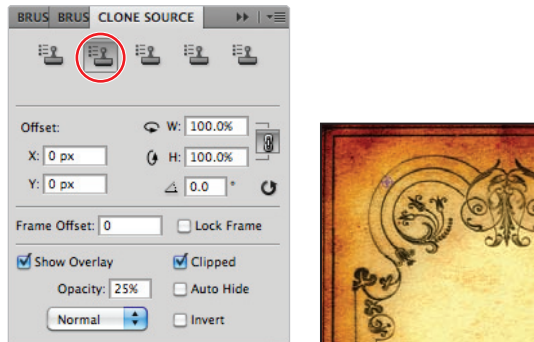 BRUS BRUS CLONE SOURCE
Offset: W: 100.0%
X: 0 px H: 100.0%
Y: 0 px 0.0 °
Frame Offset: 0 Lock Frame
Show Overlay Clipped
Opacity: 25% Auto Hide
Normal Invert